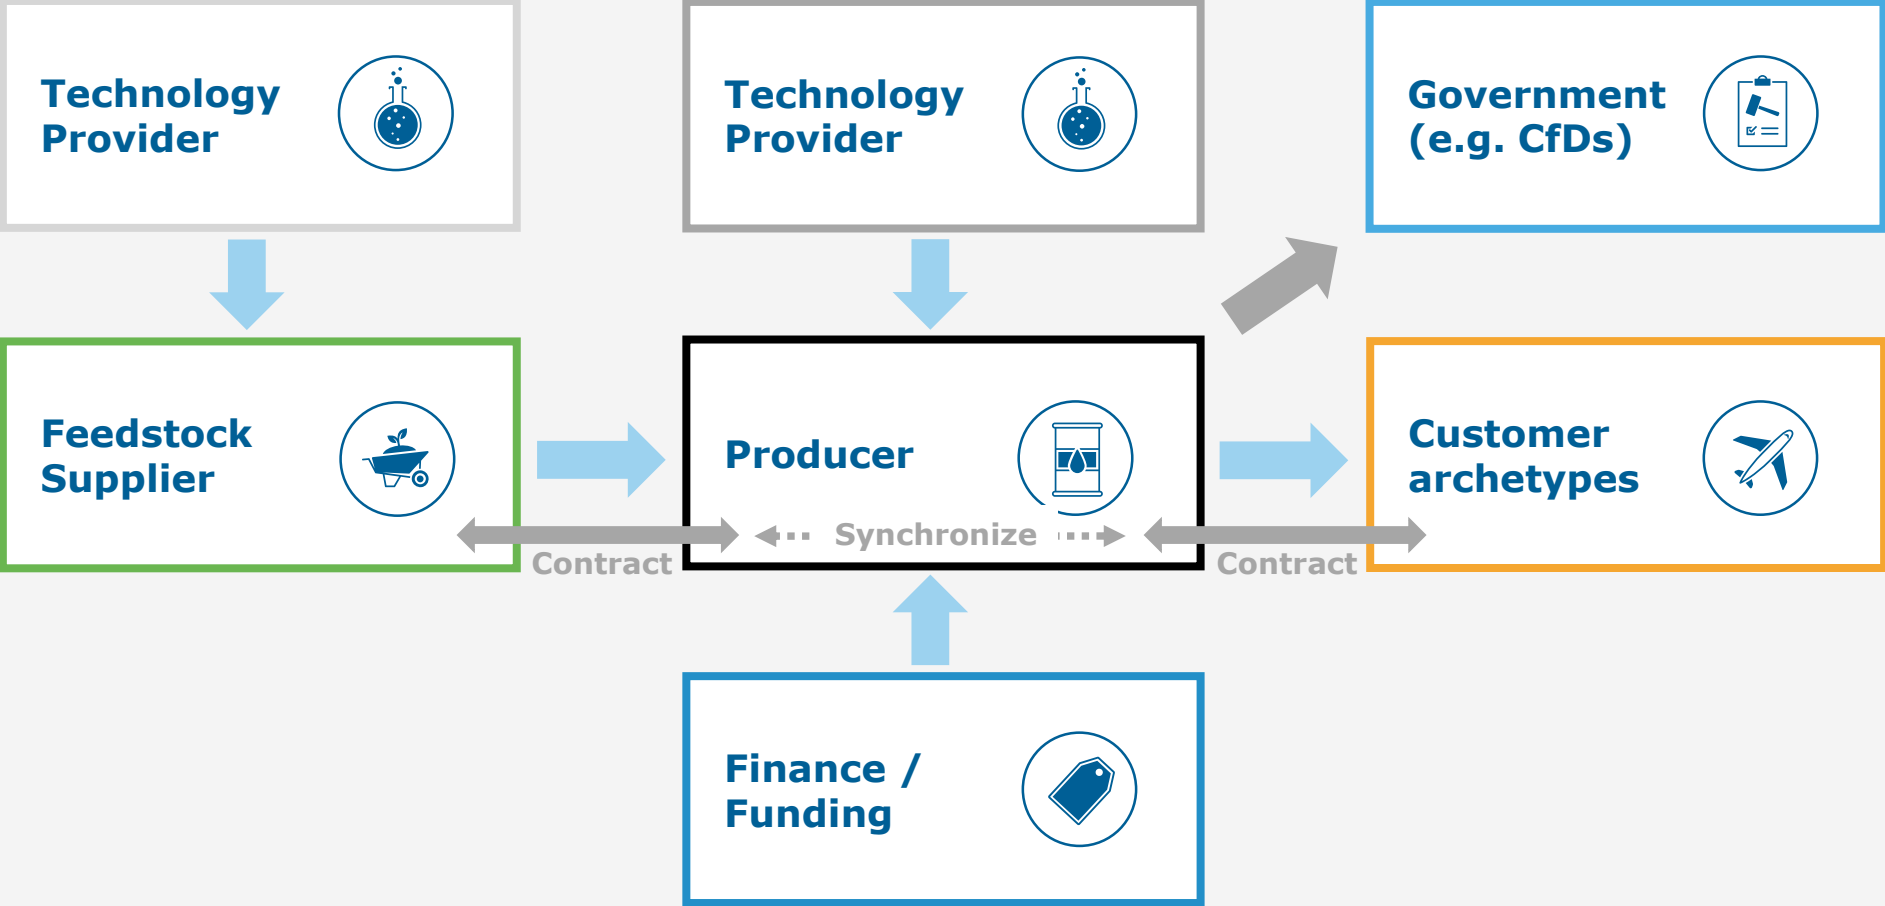 Technology
Provider
Technology
Provider
Government
(e.g. CfDs)
Feedstock
Supplier
Producer
Customer
archetypes
Synchronize
Contract
Contract
Finance /
Funding